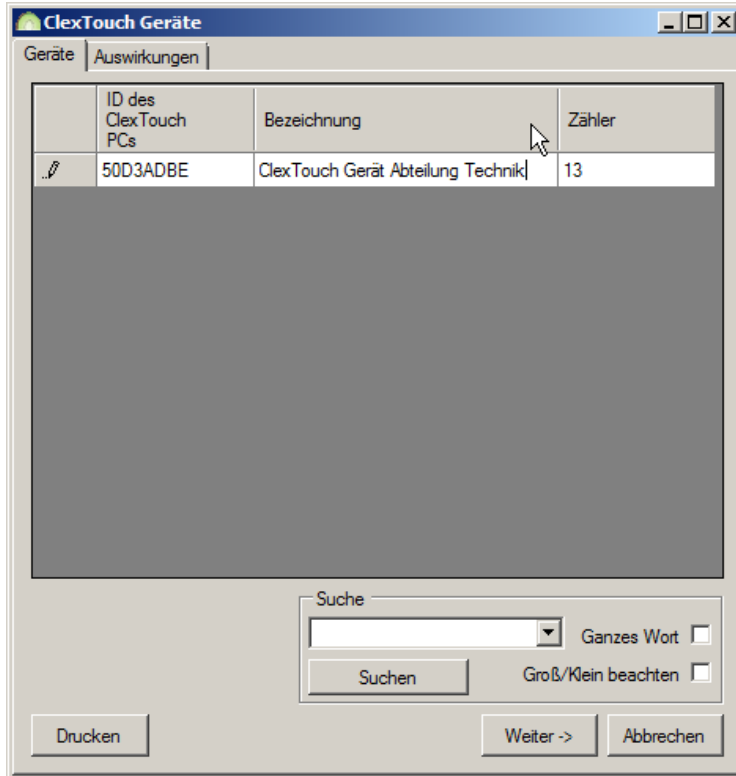 ClexTouch Geräte
Geräte Auswirkungen
ID des
ClexTouch
PCs
Bezeichnung
Zähler
50D3ADBE ClexTouch Gerät Abteilung Technik 13
Suche
Ganzes Wort
Suchen Groß/Klein beachten
Drucken Weiter -> Abbrechen